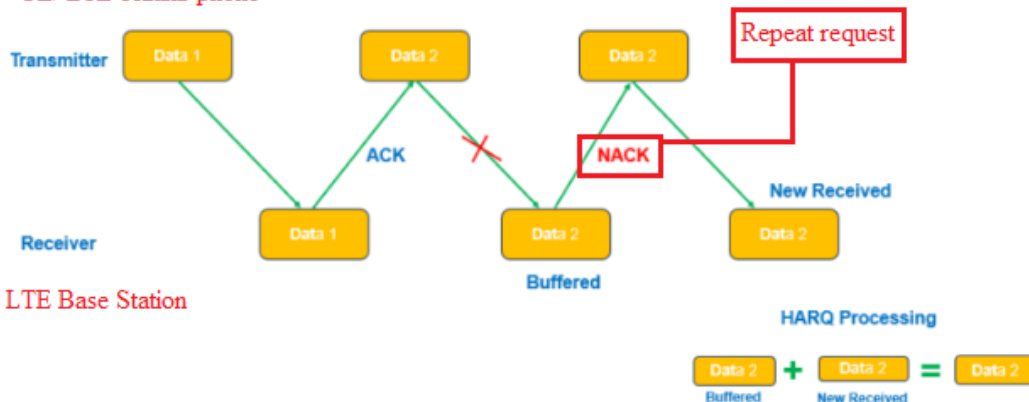 Repeat request
Transmitter
Data 1
Data 2
Data 2
ACK
NACK
New Received
Receiver
Data 1
Data 2
Data 2
Buffered
LTE Base Station
HARQ Processing
Data 2 + Data 2 = Data 2
Buffered
New Received